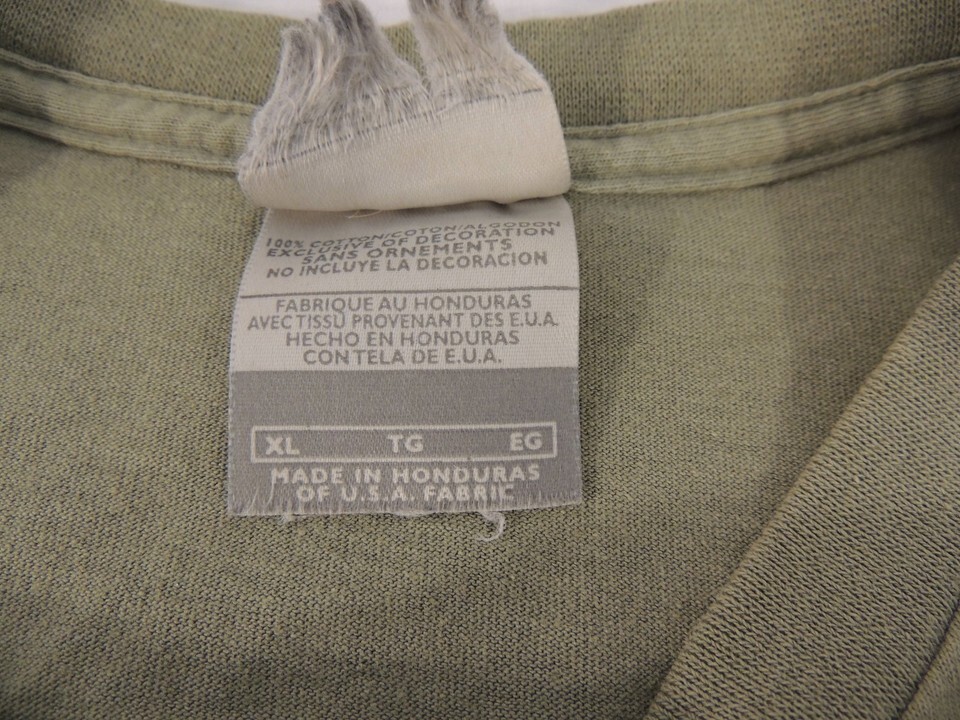 100% COTTON/COTON/ALGODON
EXCLUSIVE OF DECORATION
SANS ORNEMENTS
NO INCLUYE LA DECORACION
FABRIQUE AU HONDURAS
AVEC TISSU PROVENANT DES E.U.A.
HECHO EN HONDURAS
CON TELA DE E.U.A.
XL TG EG
MADE IN HONDURAS
OF U.S.A. FABRIC